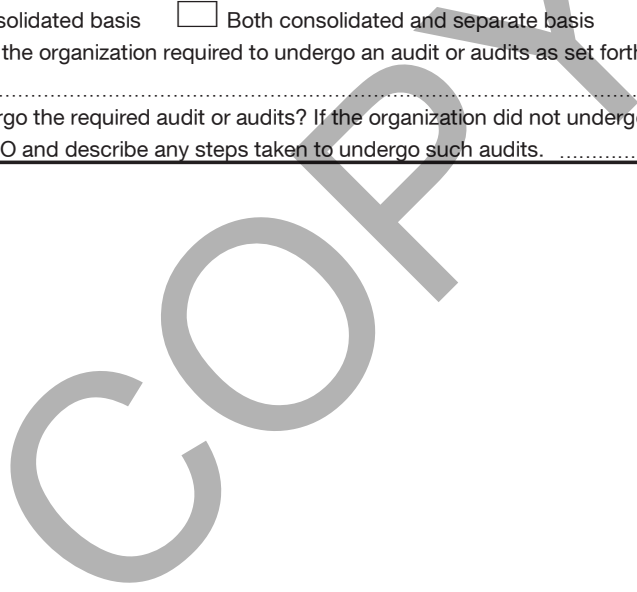 solidated basis Both consolidated and separate basis
the organization required to undergo an audit or audits as set forth
rgo the required audit or audits? If the organization did not undergo
O and describe any steps taken to undergo such audits.
COPY